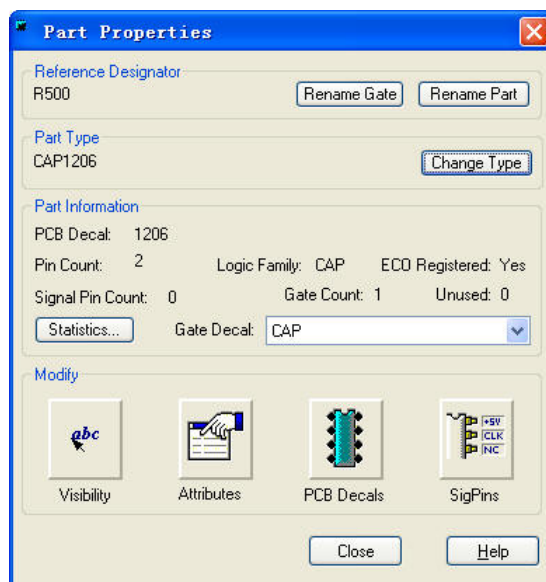 Part Properties
Reference Designator
R500
Rename Gate
Rename Part
Part Type
CAP1206
Change Type
Part Information
PCB Decal: 1206
Pin Count: 2 Logic Family: CAP ECO Registered: Yes
Signal Pin Count: 0 Gate Count: 1 Unused: 0
Statistics... Gate Decal: CAP
Modify
abc
+5V
CLK
NC
Visibility Attributes PCB Decals SigPins
Close Help